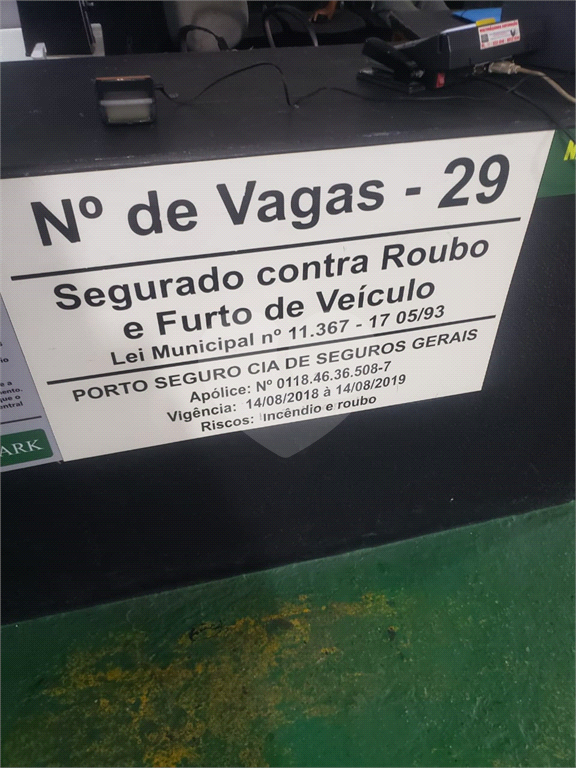 Nº de Vagas - 29
Segurado contra Roubo
e Furto de Veículo
Lei Municipal nº 11.367 - 17 05/93
PORTO SEGURO CIA DE SEGUROS GERAIS
Apólice: Nº 0118.46.36.508-7
Vigência: 14/08/2018 à 14/08/2019
Riscos: Incêndio e roubo
ARK